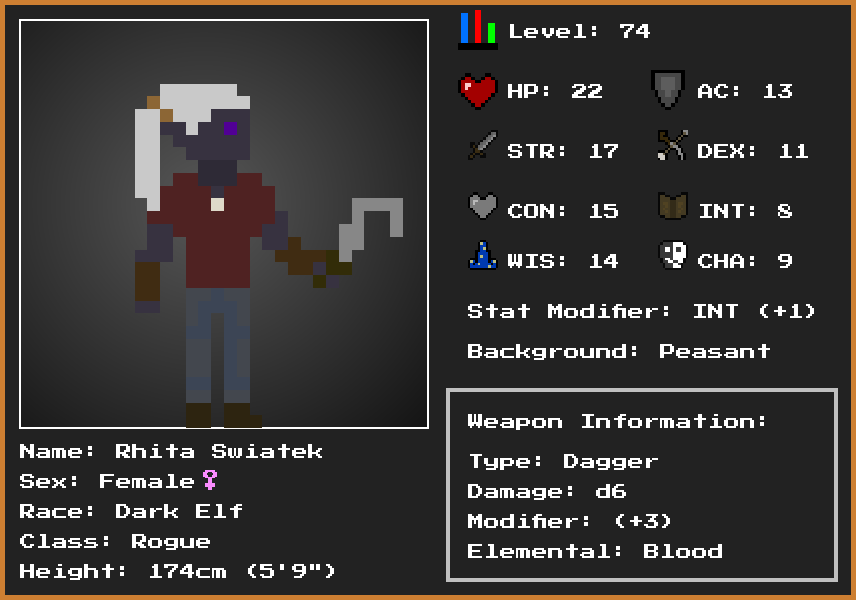 Level: 74
HP: 22
AC: 13
STR: 17
DEX: 11
CON: 15
INT: 8
WIS: 14
CHA: 9
Stat Modifier: INT (+1)
Background: Peasant
Weapon Information:
Type: Dagger
Damage: d6
Modifier: (+3)
Elemental: Blood
Name: Rhita Swiatek
Sex: Female♀
Race: Dark Elf
Class: Rogue
Height: 174cm (5'9")